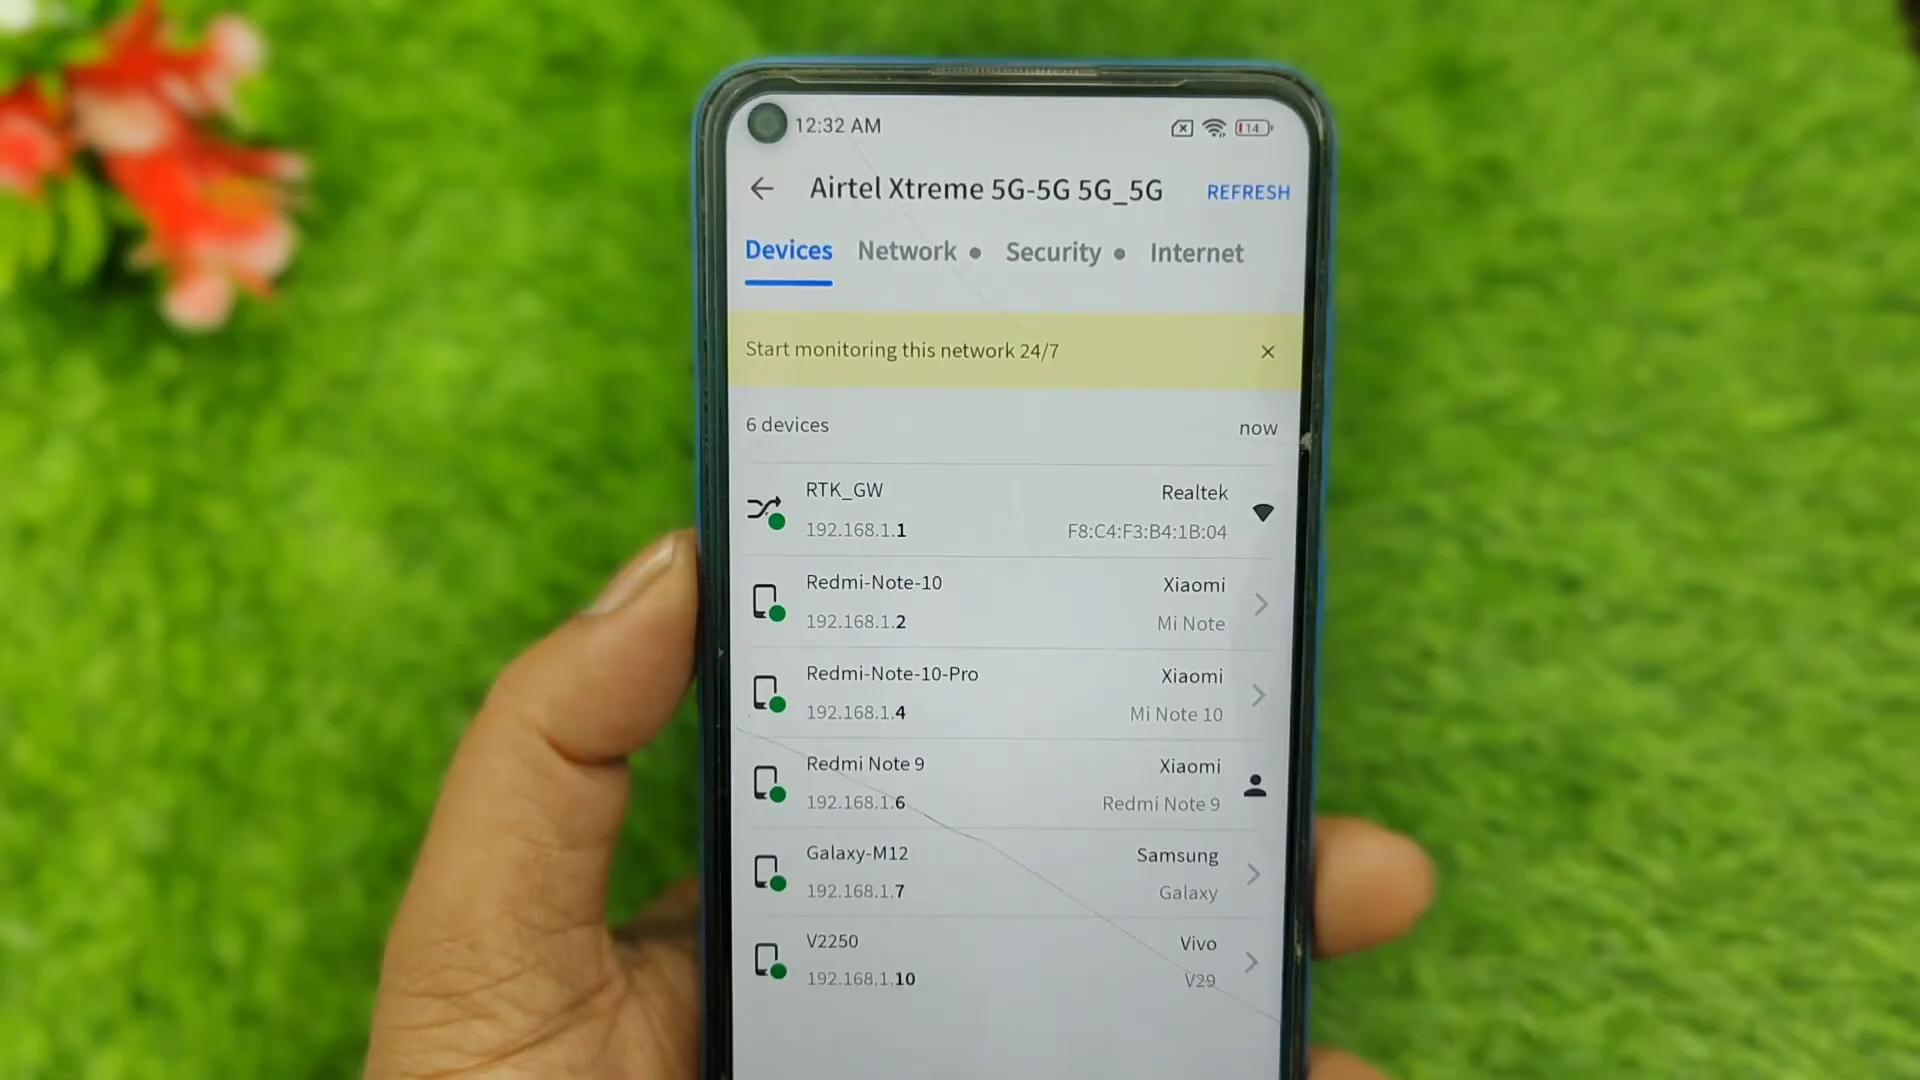 12:32 AM 14
Airtel Xtreme 5G-5G 5G_5G REFRESH
Devices Network Security Internet
Start monitoring this network 24/7
6 devices now
RTK_GW Realtek
192.168.1.1 F8:C4:F3:B4:1B:04
Redmi-Note-10 Xiaomi
192.168.1.2 Mi Note
Redmi-Note-10-Pro Xiaomi
192.168.1.4 Mi Note 10
Redmi Note 9 Xiaomi
192.168.1.6 Redmi Note 9
Galaxy-M12 Samsung
192.168.1.7 Galaxy
V2250 Vivo
192.168.1.10 V29